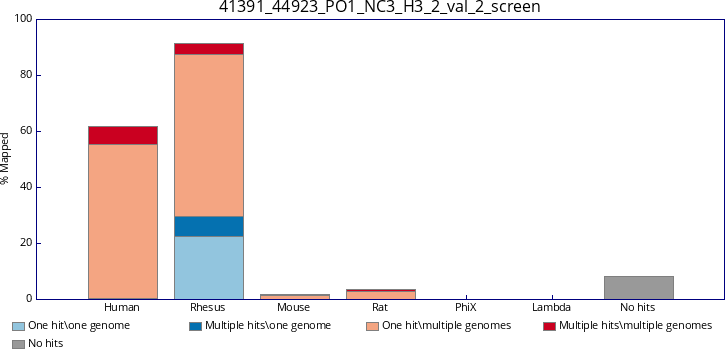 41391_44923_PO1_NC3_H3_2_val_2_screen
100
80
60
40
20
0
% Mapped
Human Rhesus Mouse Rat PhiX Lambda No hits
One hit\one genome Multiple hits\one genome One hit\multiple genomes Multiple hits\multiple genomes
No hits